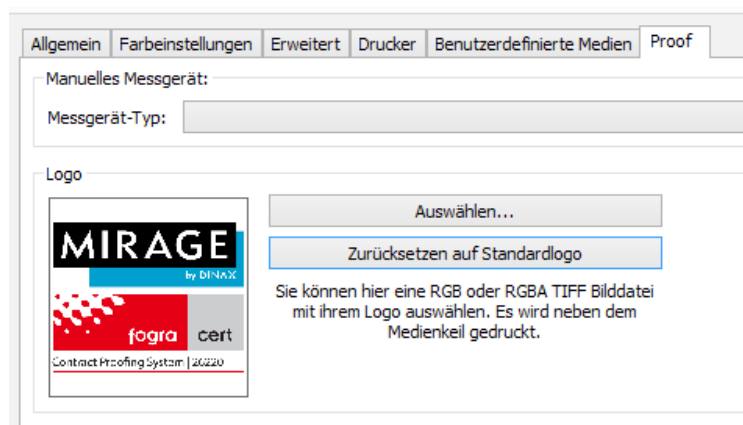 Allgemein Farbeinstellungen Erweitert Drucker Benutzerdefinierte Medien Proof
Manuelles Messgerät:
Messgerät-Typ:
Logo
MIRAGE
by DINAX
fogra cert
Contract Proofing System | 26220
Auswählen...
Zurücksetzen auf Standardlogo
Sie können hier eine RGB oder RGBA TIFF Bilddatei
mit ihrem Logo auswählen. Es wird neben dem
Medienkeil gedruckt.